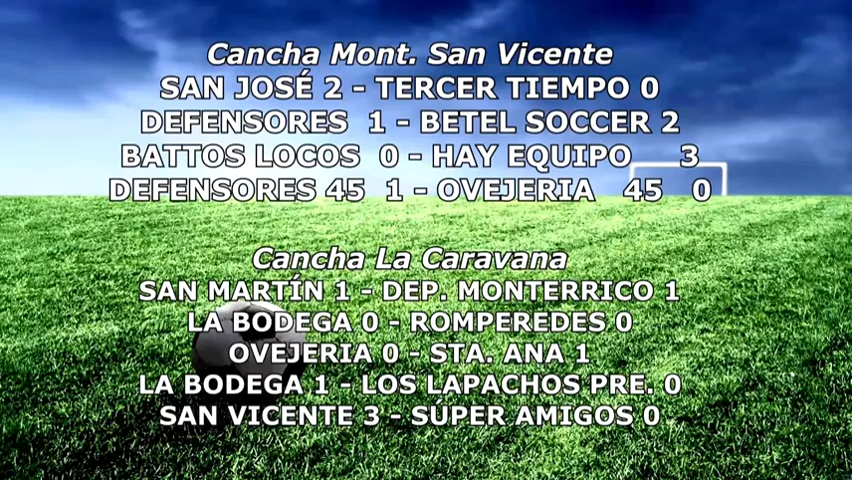 Cancha Mont. San Vicente
SAN JOSÉ 2 - TERCER TIEMPO 0
DEFENSORES 1 - BETEL SOCCER 2
BATTOS LOCOS 0 - HAY EQUIPO 3
DEFENSORES 45 1 - OVEJERIA 45 0
Cancha La Caravana
SAN MARTÍN 1 - DEP. MONTERRICO 1
LA BODEGA 0 - ROMPEREDES 0
OVEJERIA 0 - STA. ANA 1
LA BODEGA 1 - LOS LAPACHOS PRE. 0
SAN VICENTE 3 - SÚPER AMIGOS 0